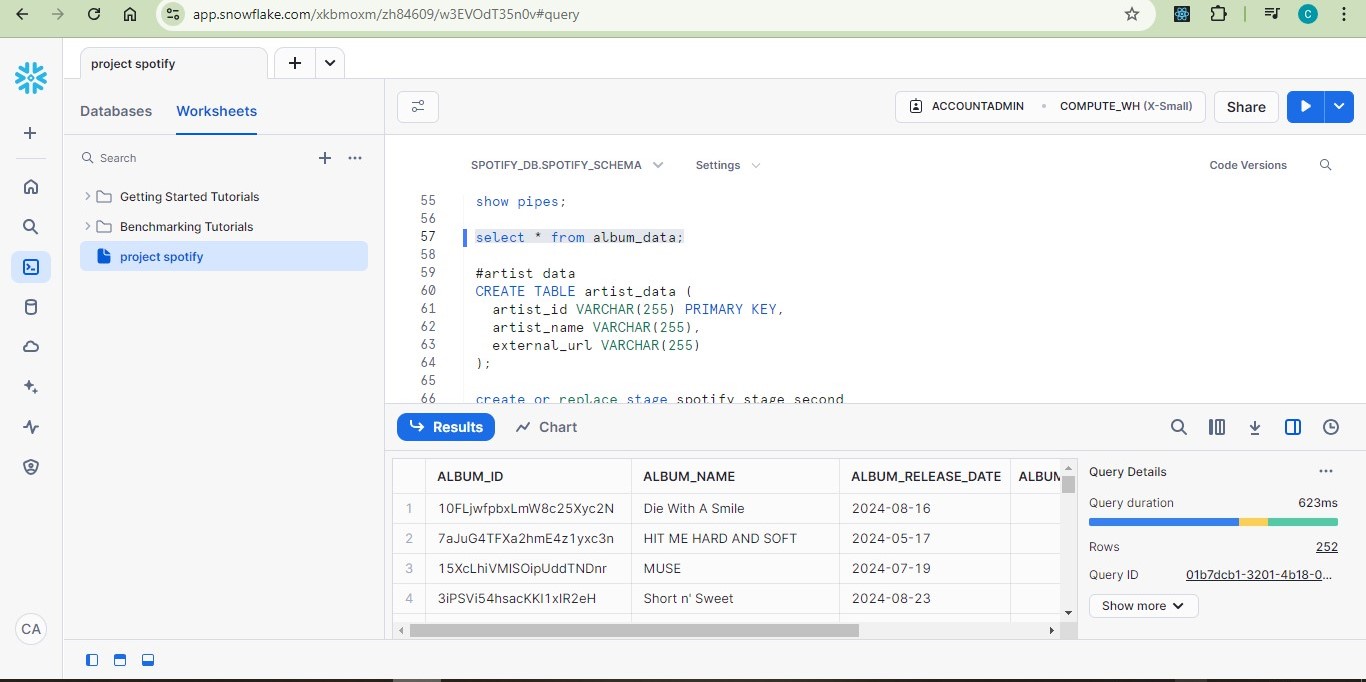 app.snowflake.com/xkbmoxm/zh84609/w3EVOdT35n0v#query
C
project spotify
Databases Worksheets
ACCOUNTADMIN COMPUTE_WH (X-Small) Share
Search
SPOTIFY_DB.SPOTIFY_SCHEMA Settings Code Versions
Getting Started Tutorials
Benchmarking Tutorials
project spotify
55 show pipes;
56
57 select * from album_data;
58
59 #artist data
60 CREATE TABLE artist_data (
61 artist_id VARCHAR(255) PRIMARY KEY,
62 artist_name VARCHAR(255),
63 external_url VARCHAR(255)
64 );
65
66 create or replace stage spotify_stage_second
Results Chart
ALBUM_ID ALBUM_NAME ALBUM_RELEASE_DATE ALBUM
1 10FLjwfpbxLmW8c25Xyc2N Die With A Smile 2024-08-16
2 7aJuG4TFXa2hmE4z1yxc3n HIT ME HARD AND SOFT 2024-05-17
3 15XcLhiVMlSOipUddTNDnr MUSE 2024-07-19
4 3iPSVi54hsacKKl1xIR2eH Short n' Sweet 2024-08-23
Query Details
Query duration 623ms
Rows 252
Query ID 01b7dcb1-3201-4b18-0...
Show more
CA